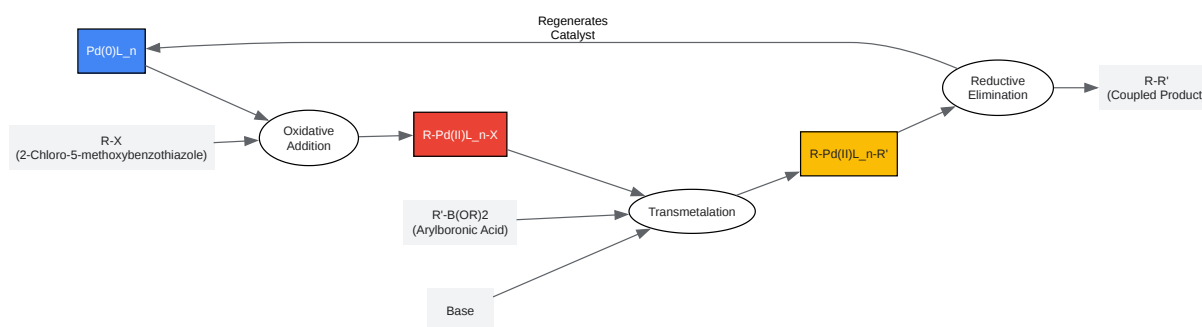 Regenerates
Catalyst
Pd(0)L_n
Reductive
Elimination
R-R'
(Coupled Product
Oxidative
Addition
R-Pd(II)L_n-X
R-X
(2-Chloro-5-methoxybenzothiazole)
R-Pd(II)L_n-R'
Transmetalation
R'-B(OR)2
(Arylboronic Acid)
Base